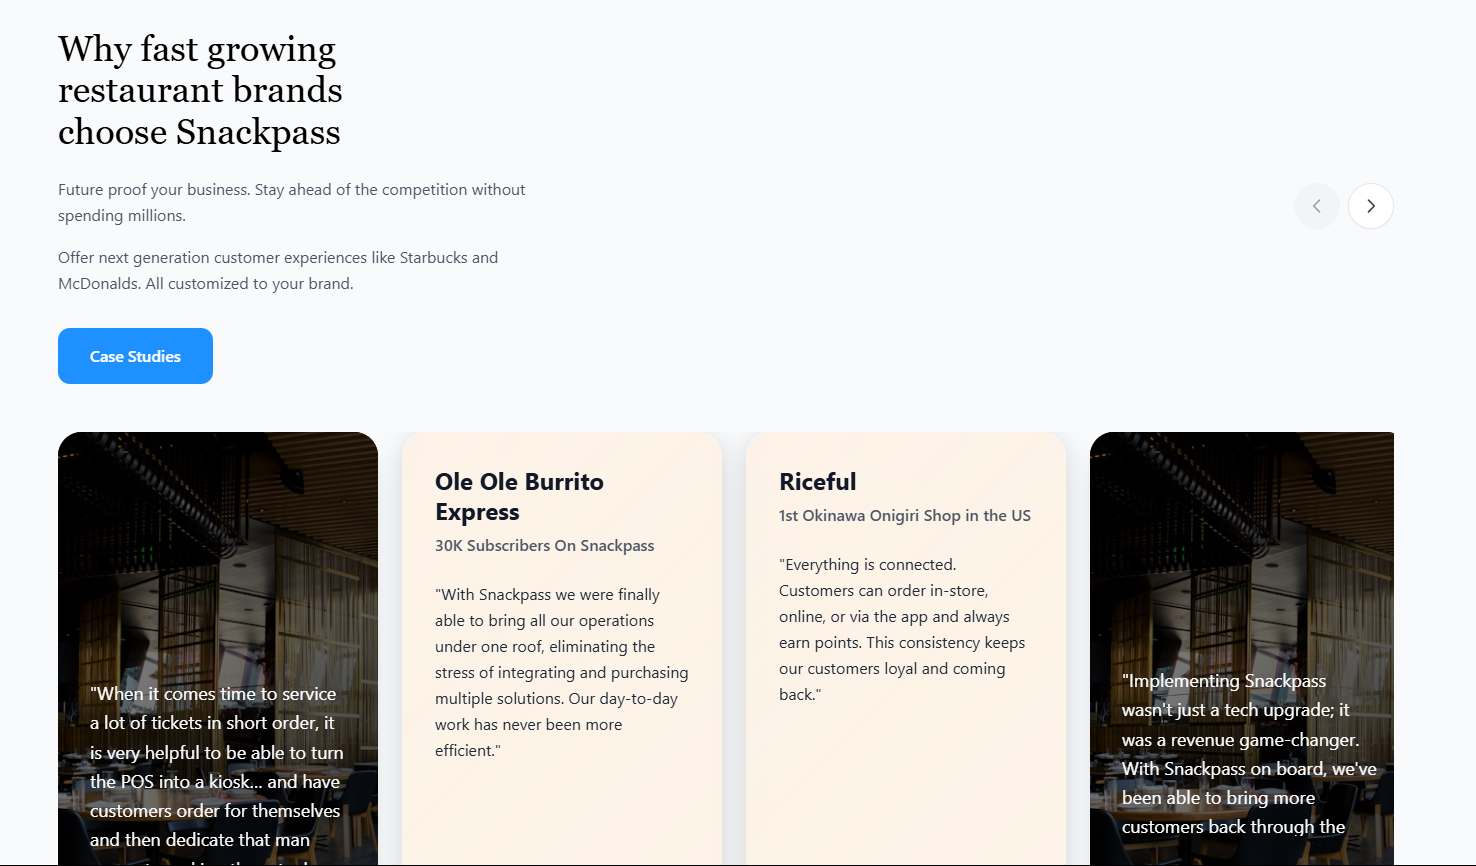 Why fast growing
restaurant brands
choose Snackpass
Future proof your business. Stay ahead of the competition without
spending millions.
Offer next generation customer experiences like Starbucks and
McDonalds. All customized to your brand.
Case Studies
"When it comes time to service
a lot of tickets in short order, it
is very helpful to be able to turn
the POS into a kiosk... and have
customers order for themselves
and then dedicate that man
Ole Ole Burrito
Express
30K Subscribers On Snackpass
"With Snackpass we were finally
able to bring all our operations
under one roof, eliminating the
stress of integrating and purchasing
multiple solutions. Our day-to-day
work has never been more
efficient."
Riceful
1st Okinawa Onigiri Shop in the US
"Everything is connected.
Customers can order in-store,
online, or via the app and always
earn points. This consistency keeps
our customers loyal and coming
back."
"Implementing Snackpass
wasn't just a tech upgrade; it
was a revenue game-changer.
With Snackpass on board, we've
been able to bring more
customers back through the